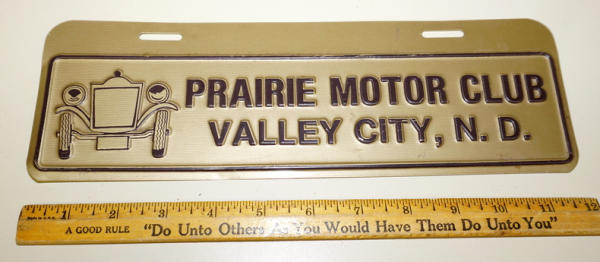 PRAIRIE MOTOR CLUB
VALLEY CITY, N. D.
1 2 3 4 5 6 7 8 9 10 11 12
A GOOD RULE "Do Unto Others As You Would Have Them Do Unto You"